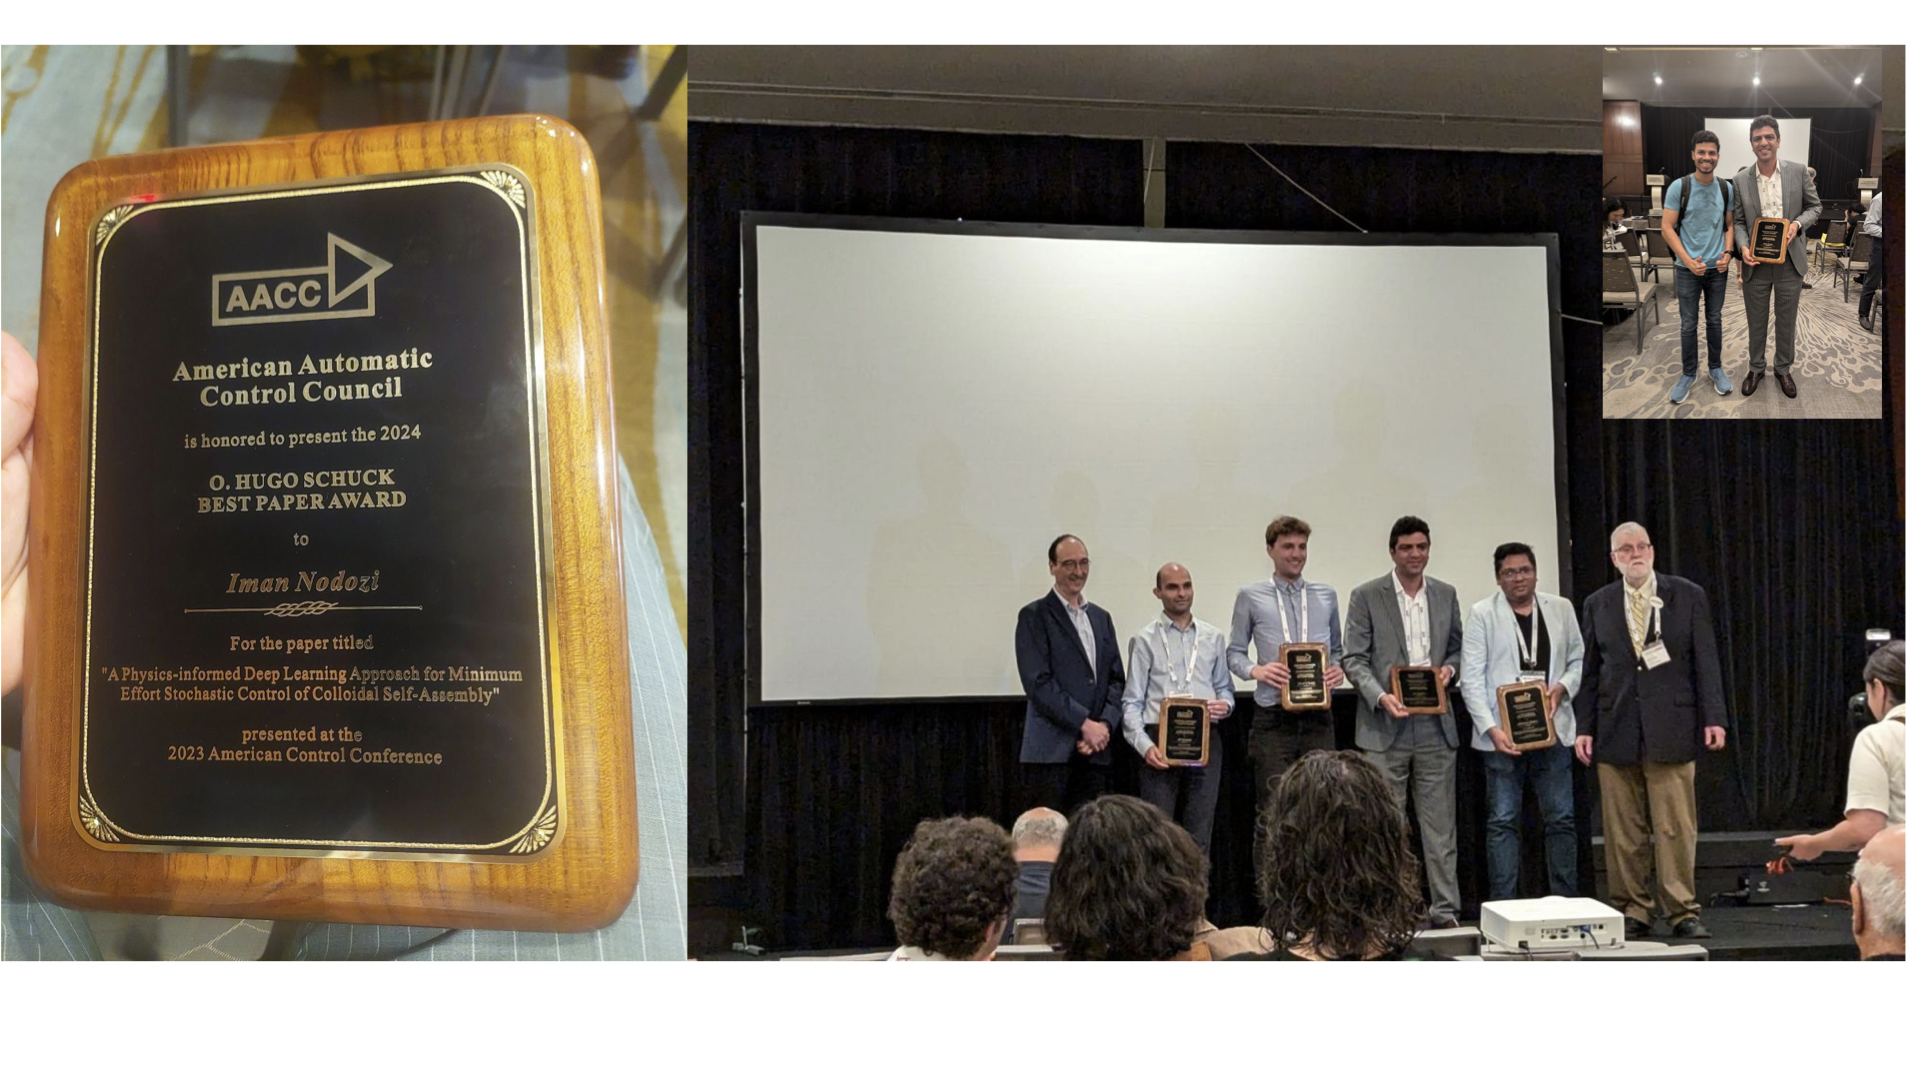 AACC
American Automatic
Control Council
is honored to present the 2024
O. HUGO SCHUCK
BEST PAPER AWARD
to
Iman Nodozi
For the paper titled
"A Physics-informed Deep Learning Approach for Minimum
Effort Stochastic Control of Colloidal Self-Assembly"
presented at the
2023 American Control Conference